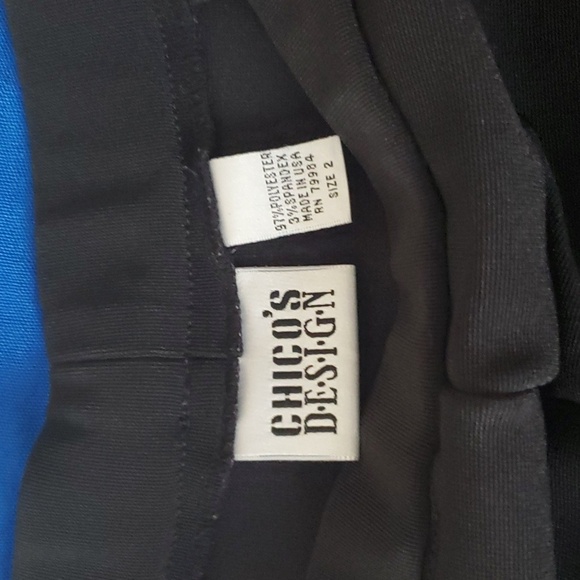 97% POLYESTER
3% SPANDEX
MADE IN USA
RN 79984
SIZE 2
CHICO'S
D·E·S·I·G·N